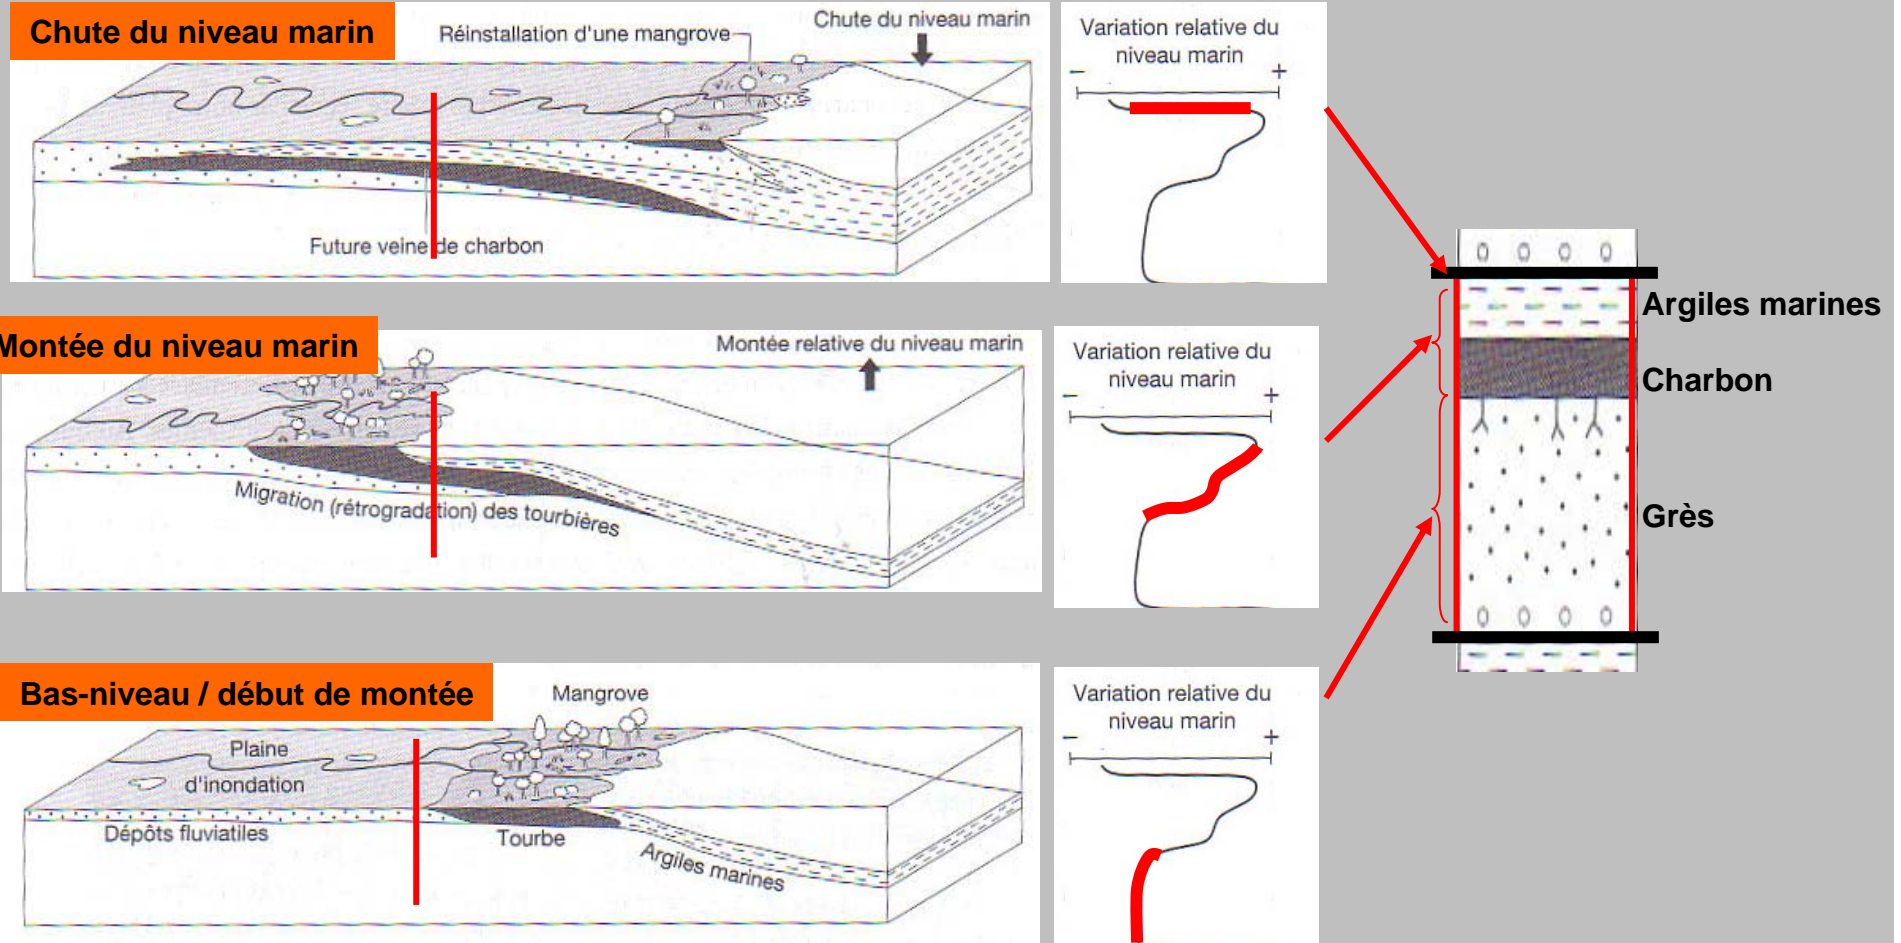 Chute du niveau marin
Réinstallation d'une mangrove
Chute du niveau marin
Future veine de charbon
Variation relative du
niveau marin
- +
Montée du niveau marin
Montée relative du niveau marin
Migration (rétrogradation) des tourbières
Variation relative du
niveau marin
- +
Bas-niveau / début de montée
Mangrove
Plaine
d'inondation
Dépôts fluviatiles
Tourbe
Argiles marines
Variation relative du
niveau marin
- +
Argiles marines
Charbon
Grès